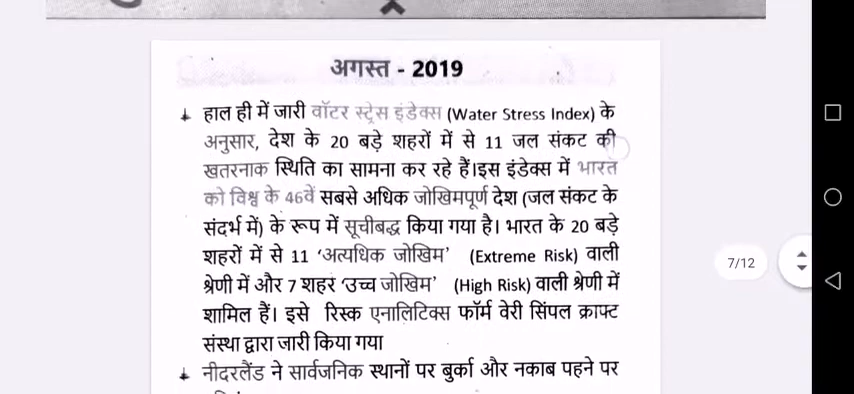 अगस्त - 2019
हाल ही में जारी वॉटर स्ट्रेस इंडेक्स (Water Stress Index) के
अनुसार, देश के 20 बड़े शहरों में से 11 जल संकट की
खतरनाक स्थिति का सामना कर रहे हैं।इस इंडेक्स में भारत
को विश्व के 46वें सबसे अधिक जोखिमपूर्ण देश (जल संकट के
संदर्भ में) के रूप में सूचीबद्ध किया गया है। भारत के 20 बड़े
शहरों में से 11 ‘अत्यधिक जोखिम’ (Extreme Risk) वाली
श्रेणी में और 7 शहर ‘उच्च जोखिम’ (High Risk) वाली श्रेणी में
शामिल हैं। इसे रिस्क एनालिटिक्स फॉर्म वेरी सिंपल क्राफ्ट
संस्था द्वारा जारी किया गया
नीदरलैंड ने सार्वजनिक स्थानों पर बुर्का और नकाब पहने पर
7/12